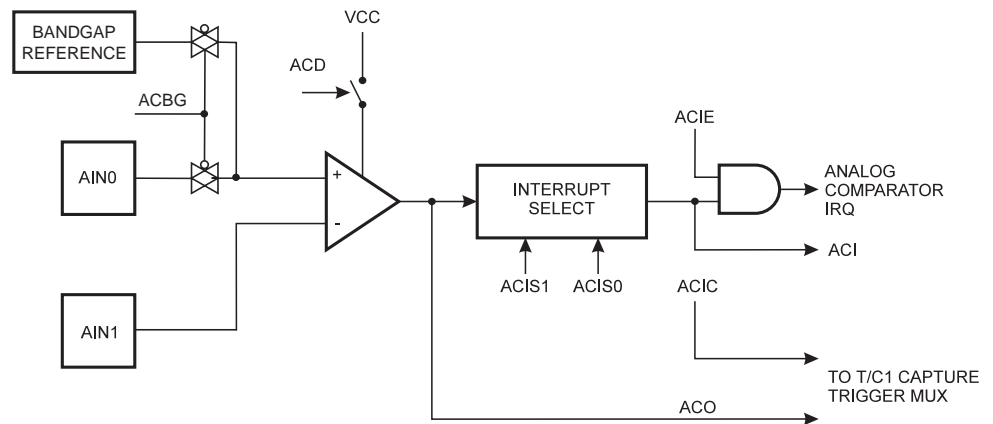 BANDGAP
REFERENCE
VCC
ACD
ACBG
ACIE
AIN0
+
-
INTERRUPT
SELECT
ANALOG
COMPARATOR
IRQ
ACI
ACIS1
ACIS0
ACIC
AIN1
TO T/C1 CAPTURE
TRIGGER MUX
ACO